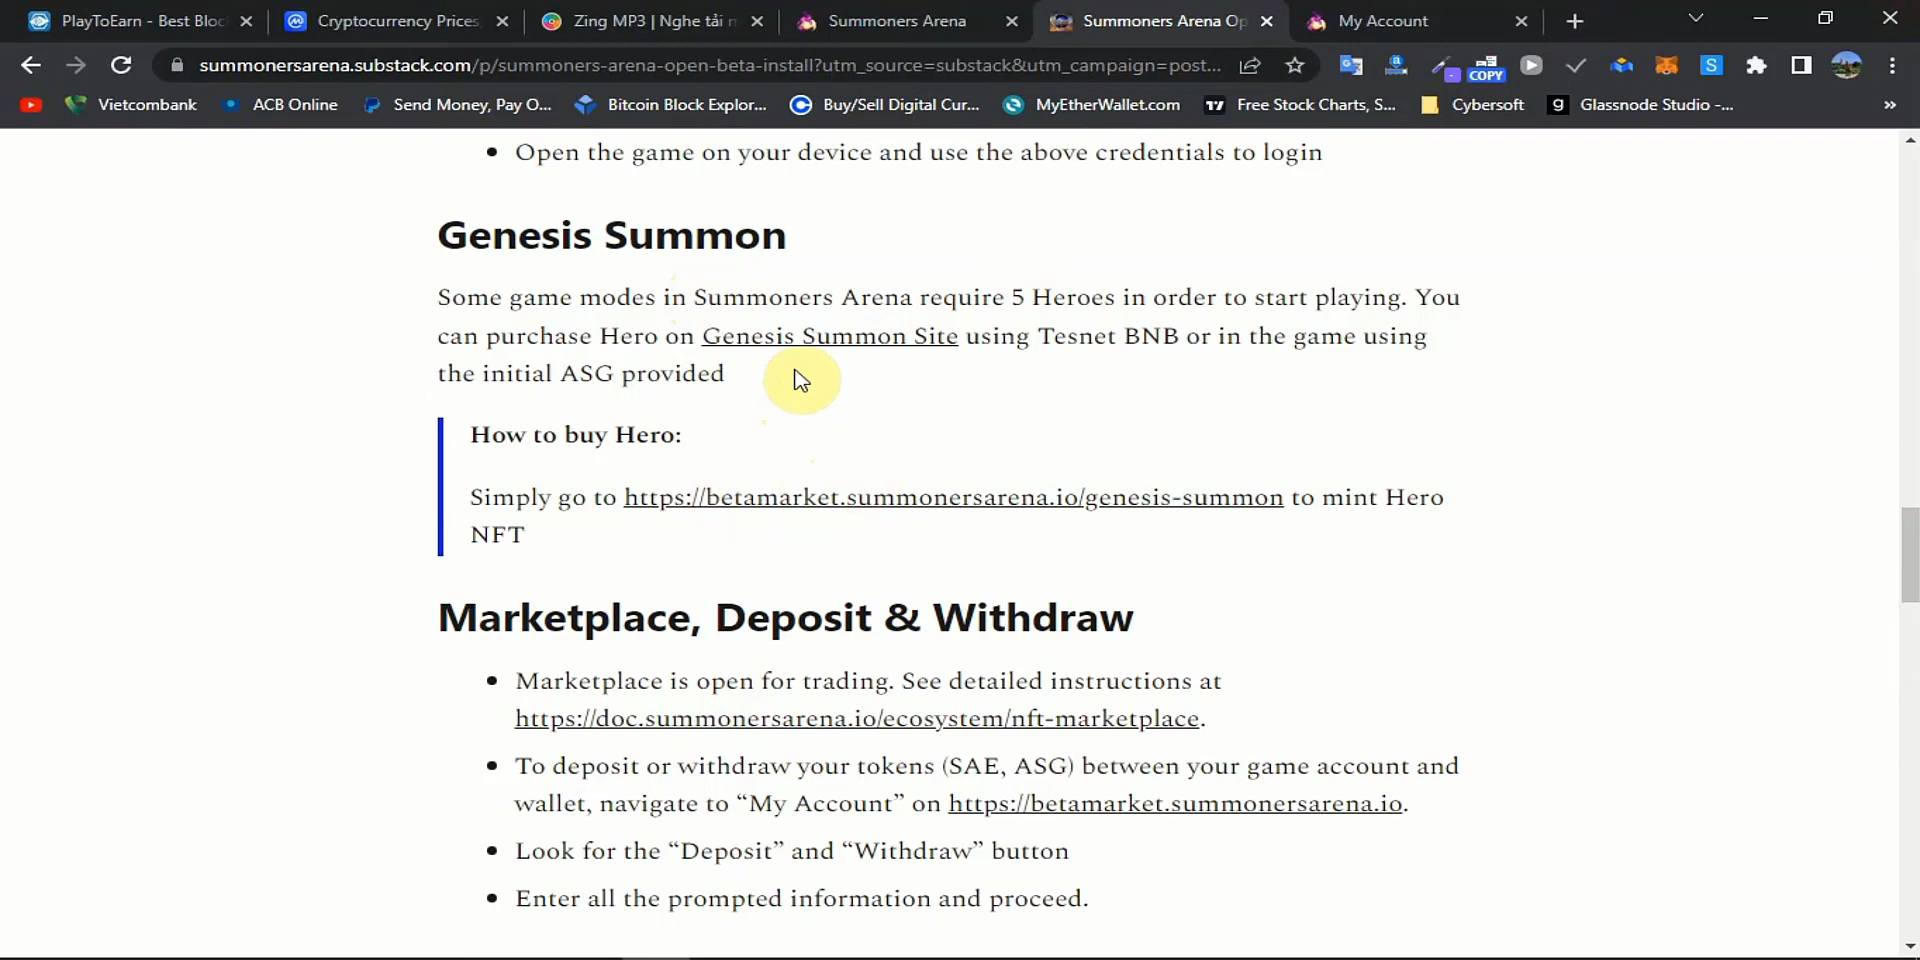 PlayToEarn - Best Bloc
Cryptocurrency Prices,
Zing MP3 | Nghe tải n
Summoners Arena
Summoners Arena Op
My Account
summonersarena.substack.com/p/summoners-arena-open-beta-install?utm_source=substack&utm_campaign=post...
COPY
Vietcombank
ACB Online
Send Money, Pay O...
Bitcoin Block Explor...
Buy/Sell Digital Cur...
MyEtherWallet.com
Free Stock Charts, S...
Cybersoft
Glassnode Studio -...
• Open the game on your device and use the above credentials to login
Genesis Summon
Some game modes in Summoners Arena require 5 Heroes in order to start playing. You
can purchase Hero on Genesis Summon Site using Tesnet BNB or in the game using
the initial ASG provided
How to buy Hero:
Simply go to https://betamarket.summonersarena.io/genesis-summon to mint Hero
NFT
Marketplace, Deposit & Withdraw
• Marketplace is open for trading. See detailed instructions at
https://doc.summonersarena.io/ecosystem/nft-marketplace.
• To deposit or withdraw your tokens (SAE, ASG) between your game account and
wallet, navigate to “My Account” on https://betamarket.summonersarena.io.
• Look for the “Deposit” and “Withdraw” button
• Enter all the prompted information and proceed.